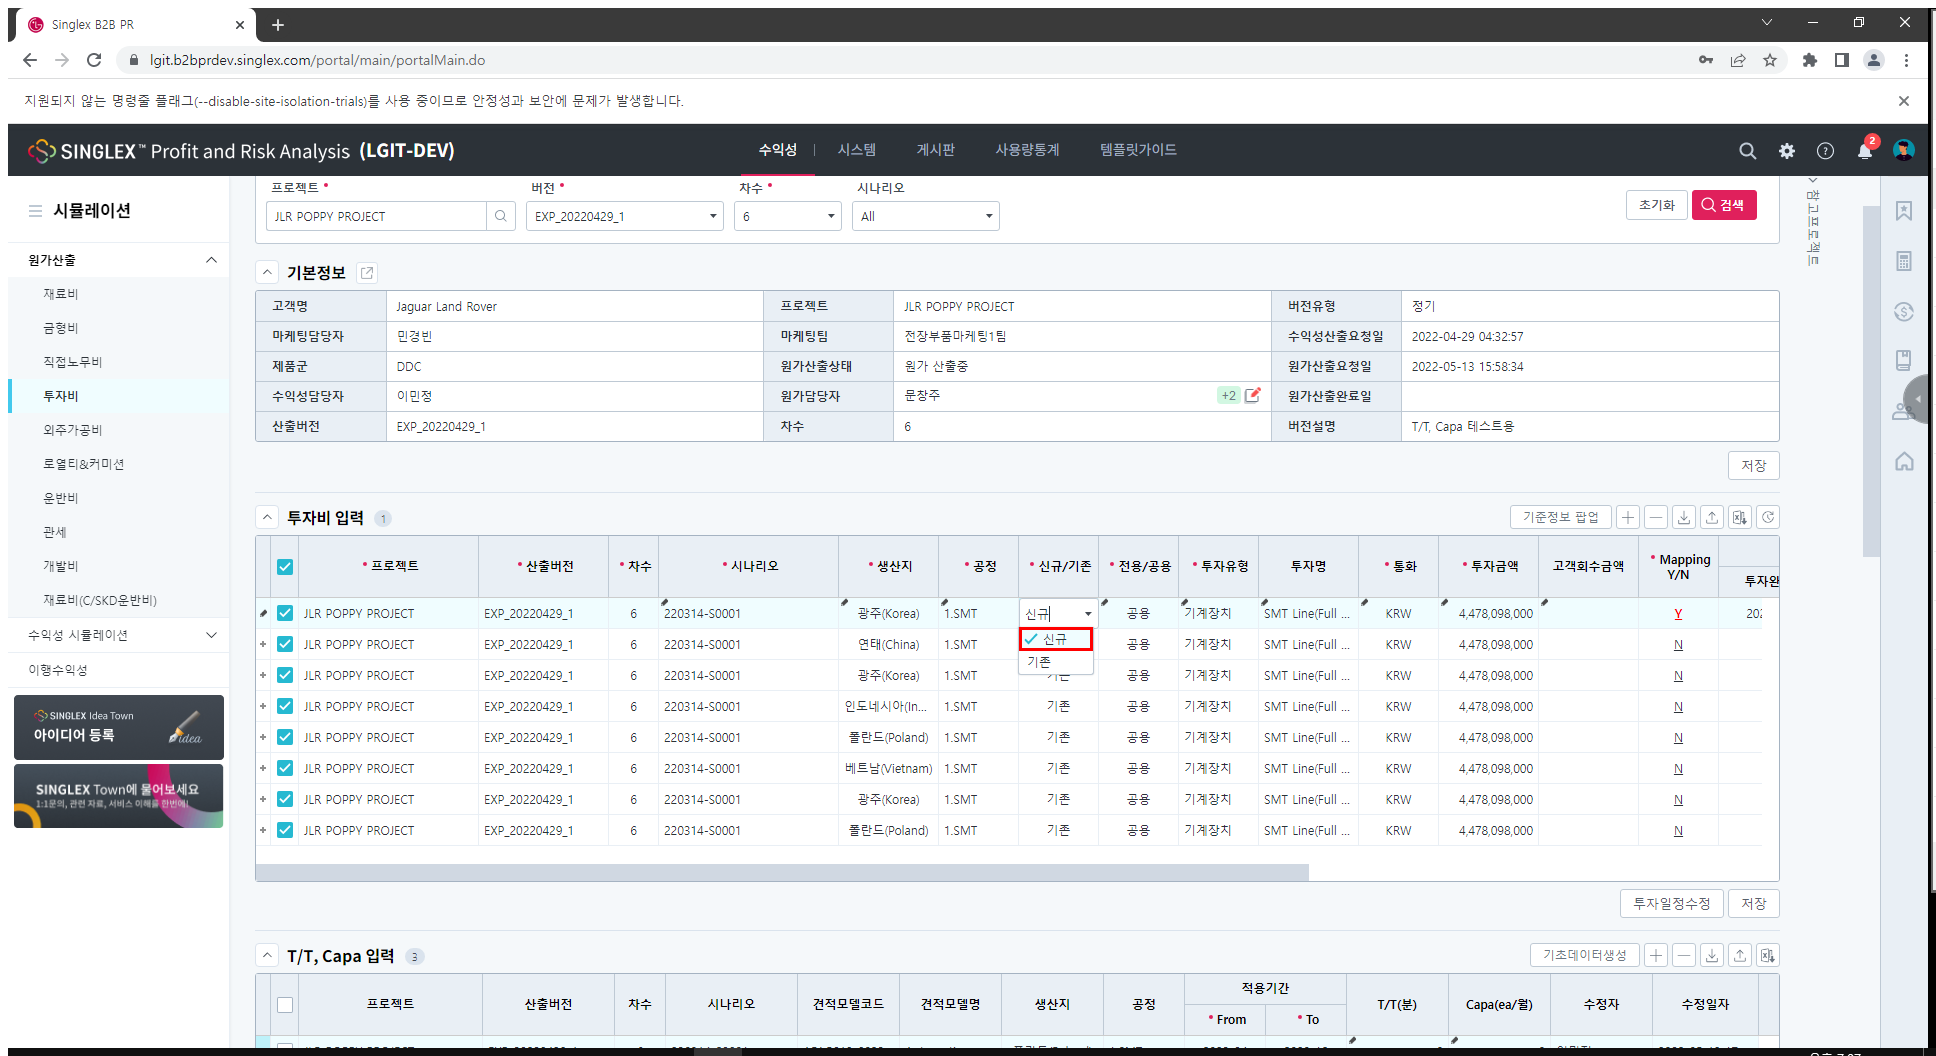 Singlex B2B PR
lgit.b2bprdev.singlex.com/portal/main/portalMain.do
지원되지 않는 명령줄 플래그(--disable-site-isolation-trials)를 사용 중이므로 안정성과 보안에 문제가 발생합니다.
SINGLEX™ Profit and Risk Analysis (LGIT-DEV)
수익성 시스템 게시판 사용량통계 템플릿가이드
2
시뮬레이션
원가산출
재료비
금형비
직접노무비
투자비
외주가공비
로열티&커미션
운반비
관세
개발비
재료비(C/SKD운반비)
수익성 시뮬레이션
이행수익성
SINGLEX Idea Town
아이디어 등록
idea
SINGLEX Town에 물어보세요
1:1문의, 관련 자료, 서비스 이해를 한번에!
프로젝트 * 버전 * 차수 * 시나리오
JLR POPPY PROJECT EXP_20220429_1 6 All
초기화 검색
참고프로젝트
기본정보
고객명 Jaguar Land Rover 프로젝트 JLR POPPY PROJECT 버전유형 정기
마케팅담당자 민경빈 마케팅팀 전장부품마케팅1팀 수익성산출요청일 2022-04-29 04:32:57
제품군 DDC 원가산출상태 원가 산출중 원가산출요청일 2022-05-13 15:58:34
수익성담당자 이민정 원가담당자 문창주 +2 원가산출완료일
산출버전 EXP_20220429_1 차수 6 버전설명 T/T, Capa 테스트용
저장
투자비 입력 1
기준정보 팝업
* 프로젝트 * 산출버전 * 차수 * 시나리오 * 생산지 * 공정 * 신규/기존 * 전용/공용 * 투자유형 투자명 * 통화 * 투자금액 고객회수금액 * Mapping Y/N 투자완
JLR POPPY PROJECT EXP_20220429_1 6 220314-S0001 광주(Korea) 1.SMT 신규 공용 기계장치 SMT Line(Full ... KRW 4,478,098,000 Y 202
신규
기존
JLR POPPY PROJECT EXP_20220429_1 6 220314-S0001 연태(China) 1.SMT 공용 기계장치 SMT Line(Full ... KRW 4,478,098,000 N
JLR POPPY PROJECT EXP_20220429_1 6 220314-S0001 광주(Korea) 1.SMT 기존 공용 기계장치 SMT Line(Full ... KRW 4,478,098,000 N
JLR POPPY PROJECT EXP_20220429_1 6 220314-S0001 인도네시아(In... 1.SMT 기존 공용 기계장치 SMT Line(Full ... KRW 4,478,098,000 N
JLR POPPY PROJECT EXP_20220429_1 6 220314-S0001 폴란드(Poland) 1.SMT 기존 공용 기계장치 SMT Line(Full ... KRW 4,478,098,000 N
JLR POPPY PROJECT EXP_20220429_1 6 220314-S0001 베트남(Vietnam) 1.SMT 기존 공용 기계장치 SMT Line(Full ... KRW 4,478,098,000 N
JLR POPPY PROJECT EXP_20220429_1 6 220314-S0001 광주(Korea) 1.SMT 기존 공용 기계장치 SMT Line(Full ... KRW 4,478,098,000 N
JLR POPPY PROJECT EXP_20220429_1 6 220314-S0001 폴란드(Poland) 1.SMT 기존 공용 기계장치 SMT Line(Full ... KRW 4,478,098,000 N
투자일정수정 저장
T/T, Capa 입력 3
기초데이터생성
프로젝트 산출버전 차수 시나리오 견적모델코드 견적모델명 생산지 공정 적용기간 T/T(분) Capa(ea/월) 수정자 수정일자
* From * To